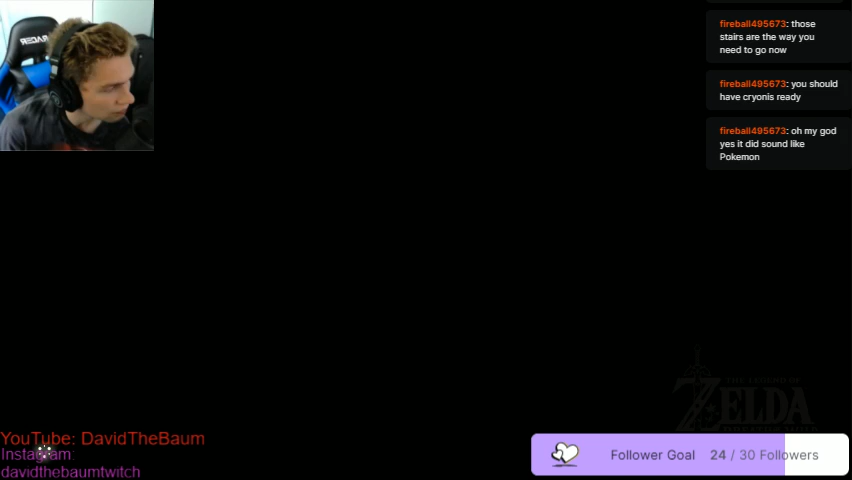 fireball495673: those
stairs are the way you
need to go now
fireball495673: you should
have cryonis ready
fireball495673: oh my god
yes it did sound like
Pokemon
THE LEGEND OF
ZELDA
YouTube: DavidTheBaum
Instagram:
davidthebaumtwitch
Follower Goal 24 / 30 Followers